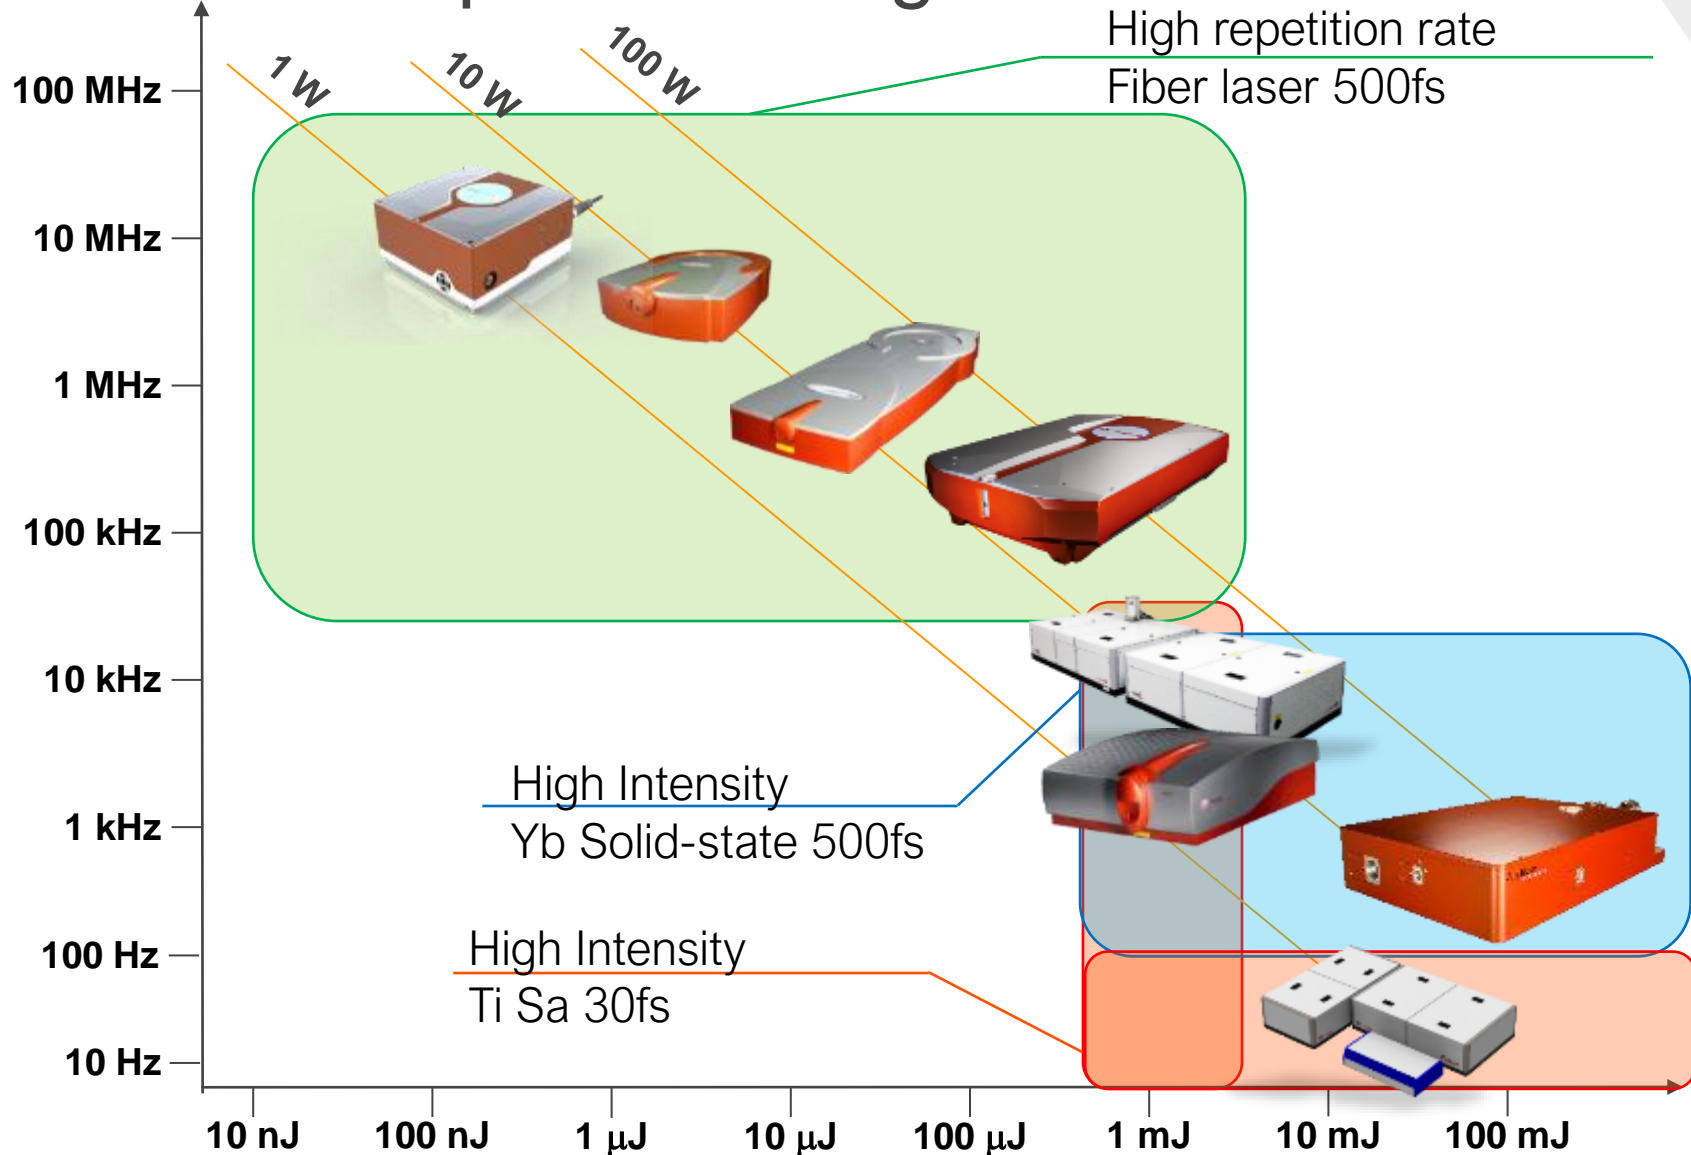 High repetition rate
Fiber laser 500fs
1 W
10 W
100 W
100 MHz
10 MHz
1 MHz
100 kHz
10 kHz
1 kHz
100 Hz
10 Hz
High Intensity
Yb Solid-state 500fs
High Intensity
Ti Sa 30fs
10 nJ
100 nJ
1 μJ
10 μJ
100 μJ
1 mJ
10 mJ
100 mJ